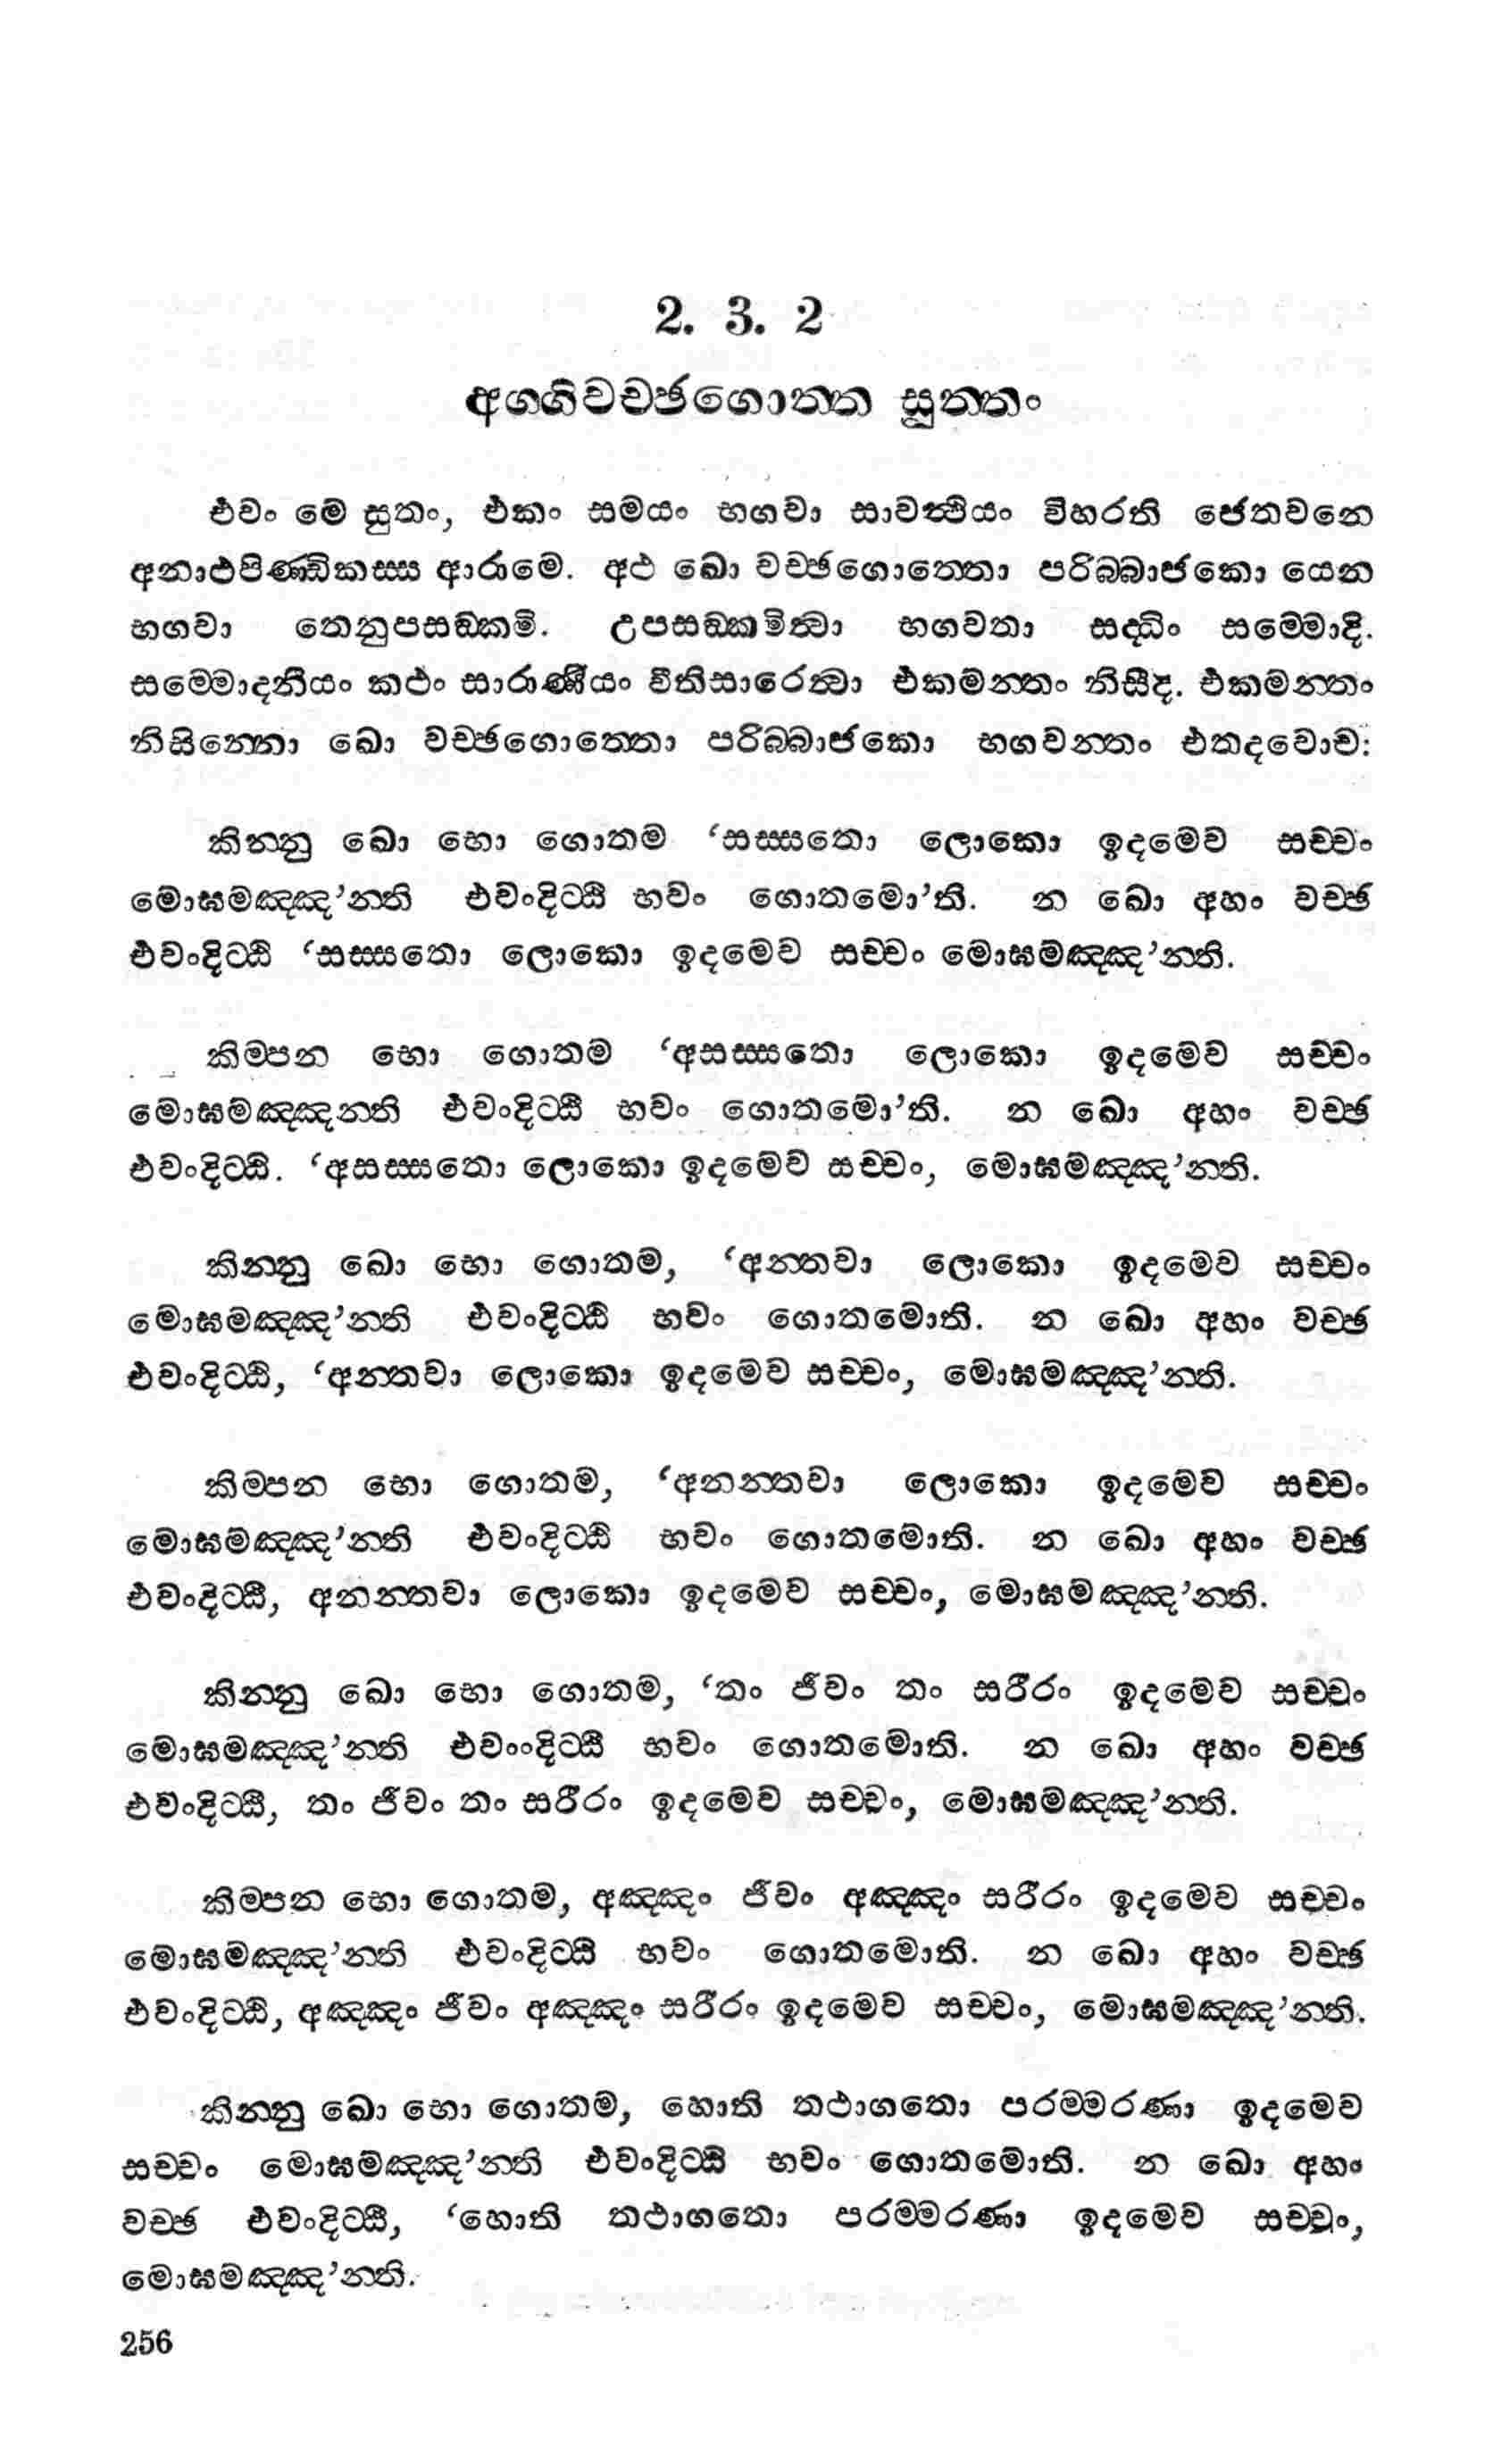 2. 3. 2
අග්ගිවච්ඡගොත්ත සුත්තං
එවං මෙ සුතං, එකං සමයං භගවා සාවත්ථියං විහරති ජෙතවනෙ
අනාථපිණ්ඩිකස්ස ආරාමෙ. අථ ඛො වච්ඡගොත්තො පරිබ්බාජකො යෙන
භගවා තෙනුපසඞ්කමි. උපසඞ්කමිත්වා භගවතා සද්ධිං සම්මොදි.
සම්මොදනීයං කථං සාරාණීයං වීතිසාරෙත්වා එකමන්තං නිසීදි. එකමන්තං
නිසින්නො ඛො වච්ඡගොත්තො පරිබ්බාජකො භගවන්තං එතදවොච:
කින්නු ඛො භො ගොතම ‘සස්සතො ලොකො ඉදමෙව සච්චං
මොඝමඤ්ඤ’න්ති එවංදිට්ඨී භවං ගොතමො’ති. න ඛො අහං වච්ඡ
එවංදිට්ඨි ‘සස්සතො ලොකො ඉදමෙව සච්චං මොඝමඤ්ඤ’න්ති.
කිම්පන භො ගොතම ‘අසස්සතො ලොකො ඉදමෙව සච්චං
මොඝමඤ්ඤන්ති එවංදිට්ඨී භවං ගොතමො’ති. න ඛො අහං වච්ඡ
එවංදිට්ඨි. ‘අසස්සතො ලොකො ඉදමෙව සච්චං, මොඝමඤ්ඤ’න්ති.
කින්නු ඛො භො ගොතම, ‘අන්තවා ලොකො ඉදමෙව සච්චං
මොඝමඤ්ඤ’න්ති එවංදිට්ඨි භවං ගොතමොති. න ඛො අහං වච්ඡ
එවංදිට්ඨි, ‘අන්තවා ලොකො ඉදමෙව සච්චං, මොඝමඤ්ඤ’න්ති.
කිම්පන භො ගොතම, ‘අනන්තවා ලොකො ඉදමෙව සච්චං
මොඝමඤ්ඤ’න්ති එවංදිට්ඨි භවං ගොතමොති. න ඛො අහං වච්ඡ
එවංදිට්ඨී, අනන්තවා ලොකො ඉදමෙව සච්චං, මොඝමඤ්ඤ’න්ති.
කින්නු ඛො භො ගොතම, ‘තං ජීවං තං සරීරං ඉදමෙව සච්චං
මොඝමඤ්ඤ’න්ති එවංංදිට්ඨී භවං ගොතමොති. න ඛො අහං වච්ඡ
එවංදිට්ඨී, තං ජීවං තං සරීරං ඉදමෙව සච්චං, මොඝමඤ්ඤ’න්ති.
කිම්පන භො ගොතම, අඤ්ඤං ජීවං අඤ්ඤං සරීරං ඉදමෙව සච්චං
මොඝමඤ්ඤ’න්ති එවංදිට්ඨී භවං ගොතමොති. න ඛො අහං වච්ඡ
එවංදිට්ඨි, අඤ්ඤං ජීවං අඤ්ඤං සරීරං ඉදමෙව සච්චං, මොඝමඤ්ඤ’න්ති.
කින්නු ඛො භො ගොතම, හොති තථාගතො පරම්මරණා ඉදමෙව
සච්චං මොඝමඤ්ඤ’න්ති එවංදිට්ඨි භවං ගොතමොති. න ඛො අහං
වච්ඡ එවංදිට්ඨී, ‘හොති තථාගතො පරම්මරණා ඉදමෙව සච්චං,
මොඝමඤ්ඤ’න්ති.
256